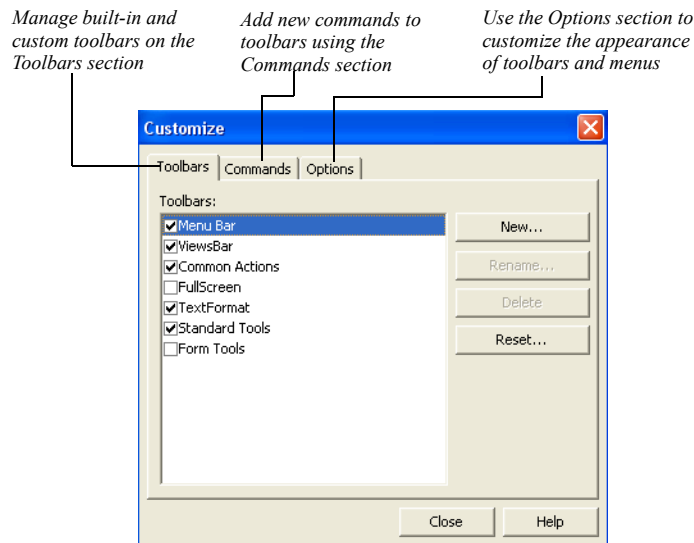 Manage built-in and
custom toolbars on the
Toolbars section
Add new commands to
toolbars using the
Commands section
Use the Options section to
customize the appearance
of toolbars and menus
Customize
Toolbars Commands Options
Toolbars:
Menu Bar
ViewsBar
Common Actions
FullScreen
TextFormat
Standard Tools
Form Tools
New...
Rename...
Delete
Reset...
Close Help